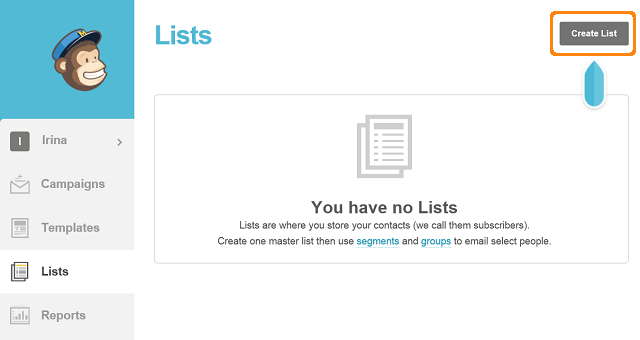 Lists
Create List
I
Irina
Campaigns
Templates
Lists
Reports
You have no Lists
Lists are where you store your contacts (we call them subscribers).
Create one master list then use segments and groups to email select people.